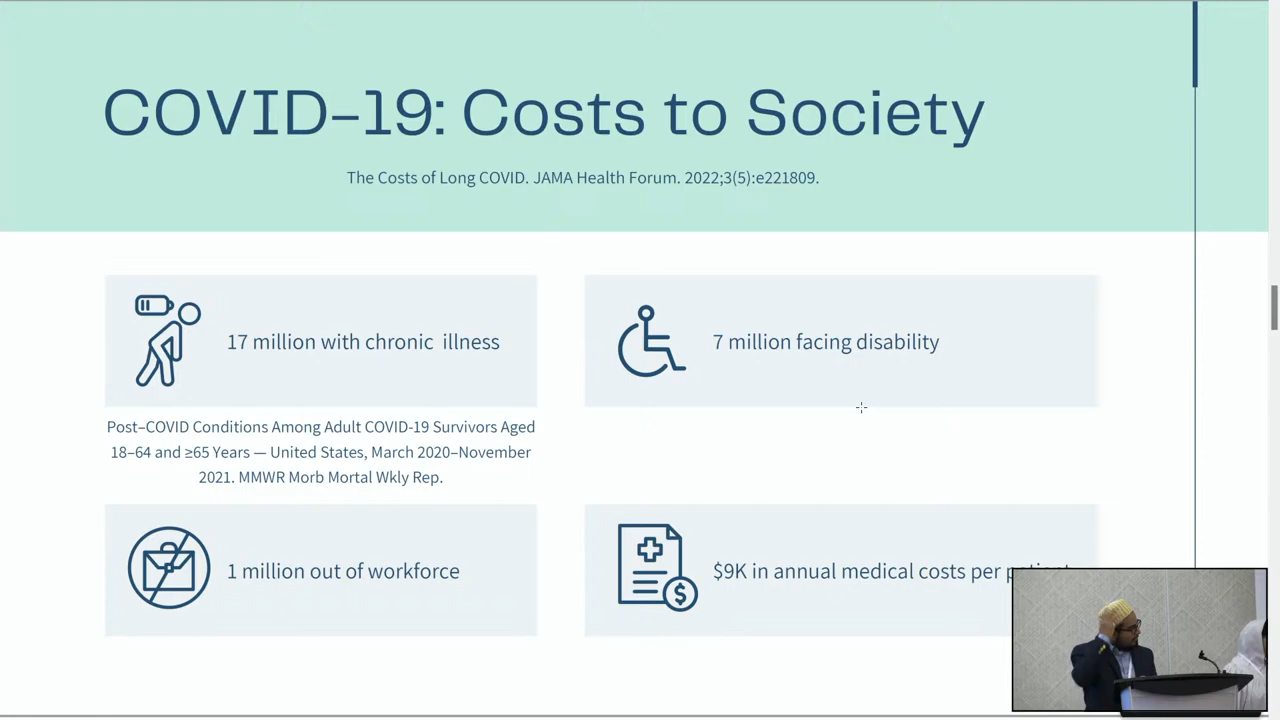 COVID-19: Costs to Society
The Costs of Long COVID. JAMA Health Forum. 2022;3(5):e221809.
17 million with chronic illness
7 million facing disability
Post–COVID Conditions Among Adult COVID-19 Survivors Aged
18–64 and ≥65 Years — United States, March 2020–November
2021. MMWR Morb Mortal Wkly Rep.
1 million out of workforce
$9K in annual medical costs per
$